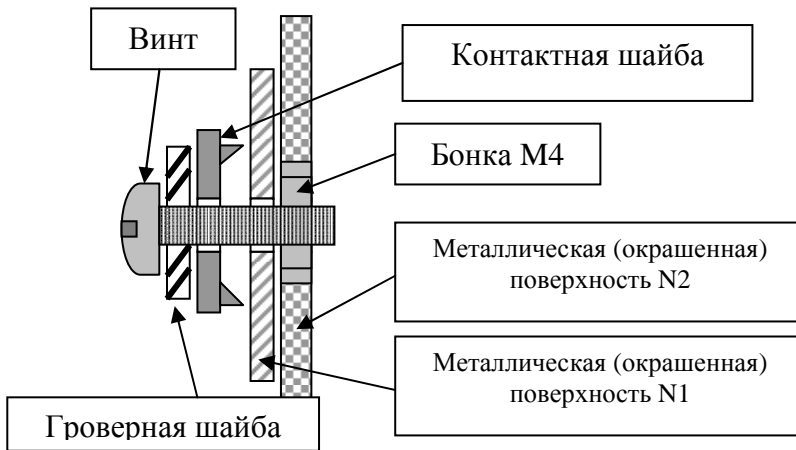 Винт
Контактная шайба
Бонка М4
Металлическая (окрашенная)
поверхность N2
Металлическая (окрашенная)
поверхность N1
Гроверная шайба